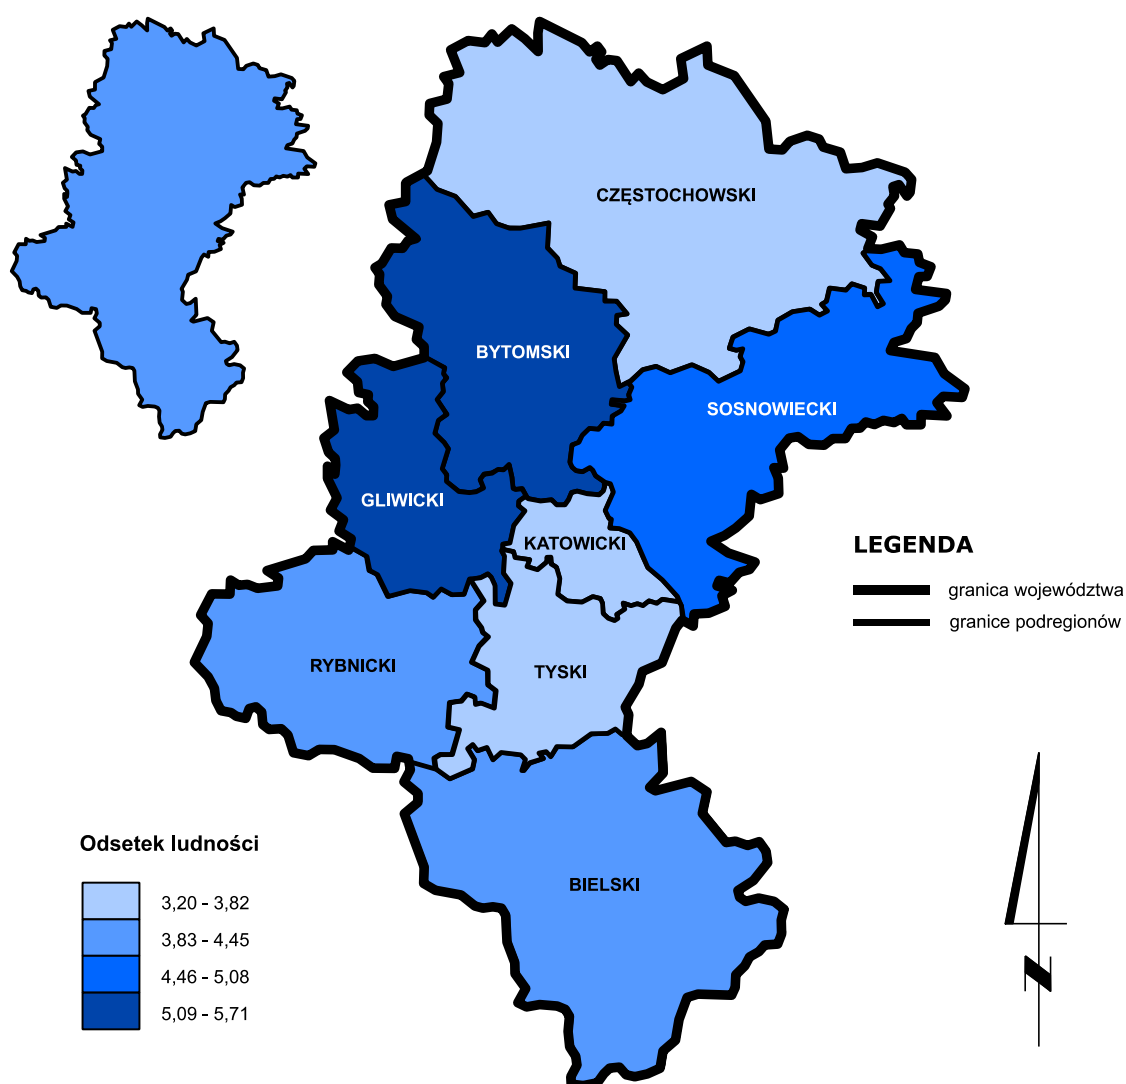 CZĘSTOCHOWSKI
BYTOMSKI
SOSNOWIECKI
GLIWICKI
KATOWICKI
RYBNICKI
TYSKI
BIELSKI
LEGENDA
granica województwa
granice podregionów
Odsetek ludności
3,20 - 3,82
3,83 - 4,45
4,46 - 5,08
5,09 - 5,71
N